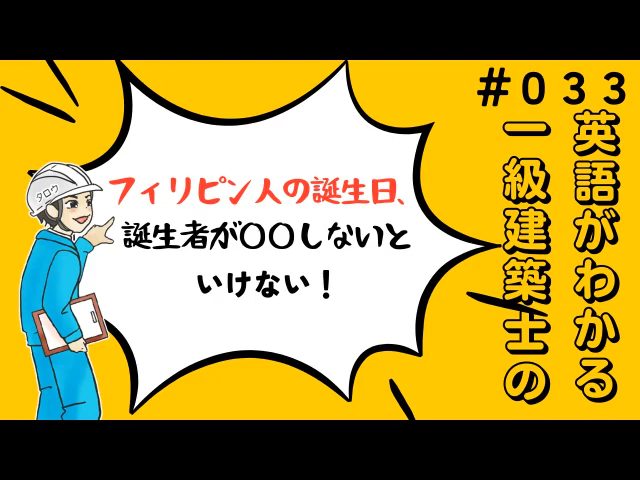 #033
英語がわかる
一級建築士の
フィリピン人の誕生日、
誕生者が〇〇しないと
いけない！
タロウ